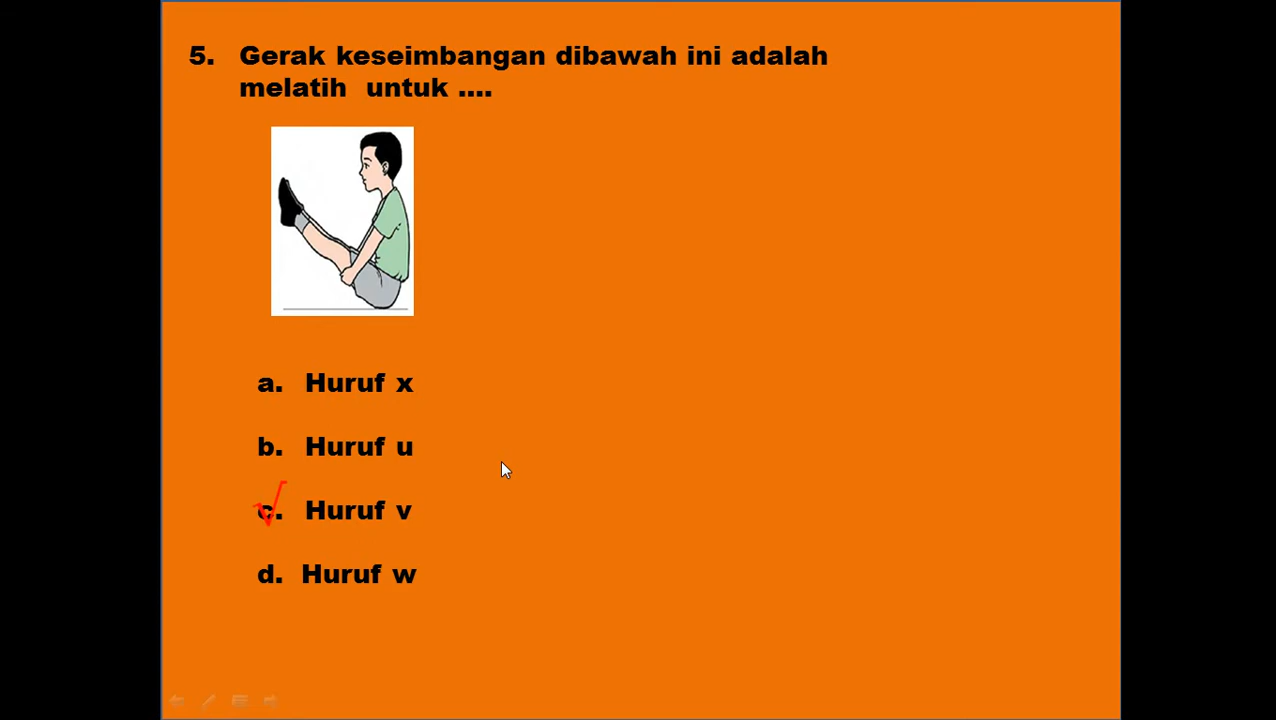 5. Gerak keseimbangan dibawah ini adalah
melatih untuk ....
a. Huruf x
b. Huruf u
c. Huruf v
d. Huruf w